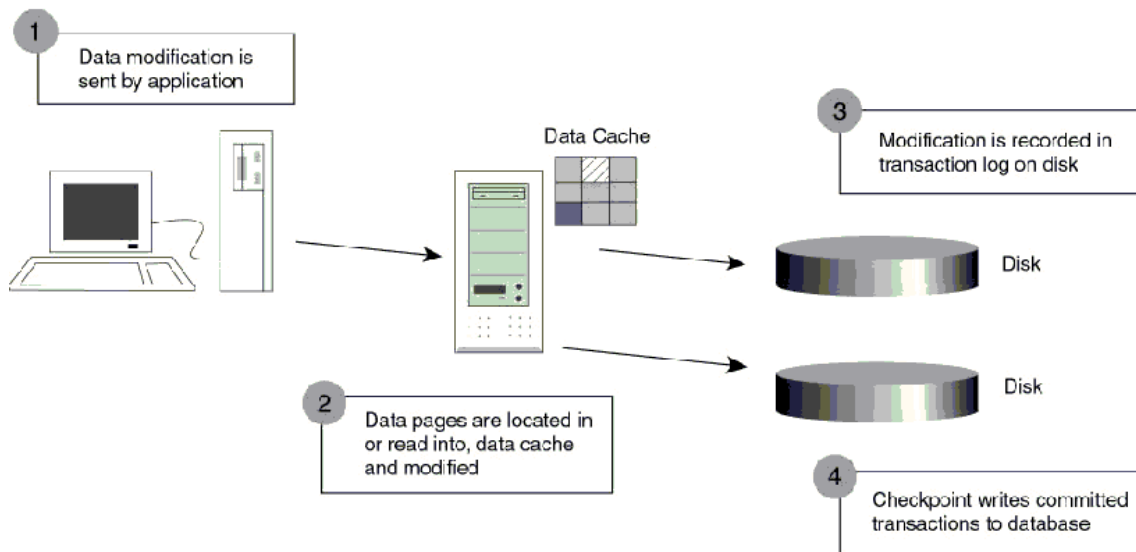 1
Data modification is
sent by application
Data Cache
3
Modification is recorded in
transaction log on disk
Disk
Disk
2
Data pages are located in
or read into, data cache
and modified
4
Checkpoint writes committed
transactions to database